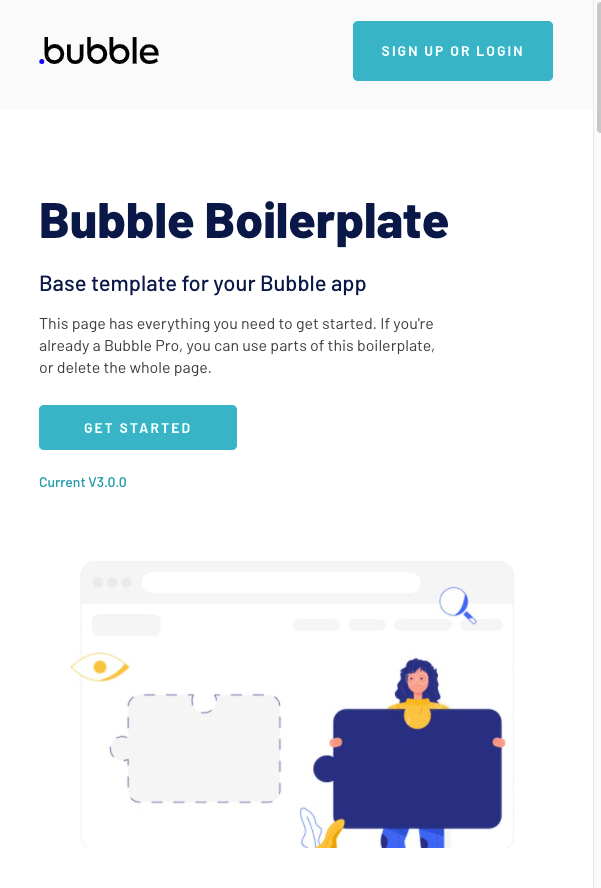 .bubble
SIGN UP OR LOGIN
Bubble Boilerplate
Base template for your Bubble app
This page has everything you need to get started. If you're
already a Bubble Pro, you can use parts of this boilerplate,
or delete the whole page.
GET STARTED
Current V3.0.0